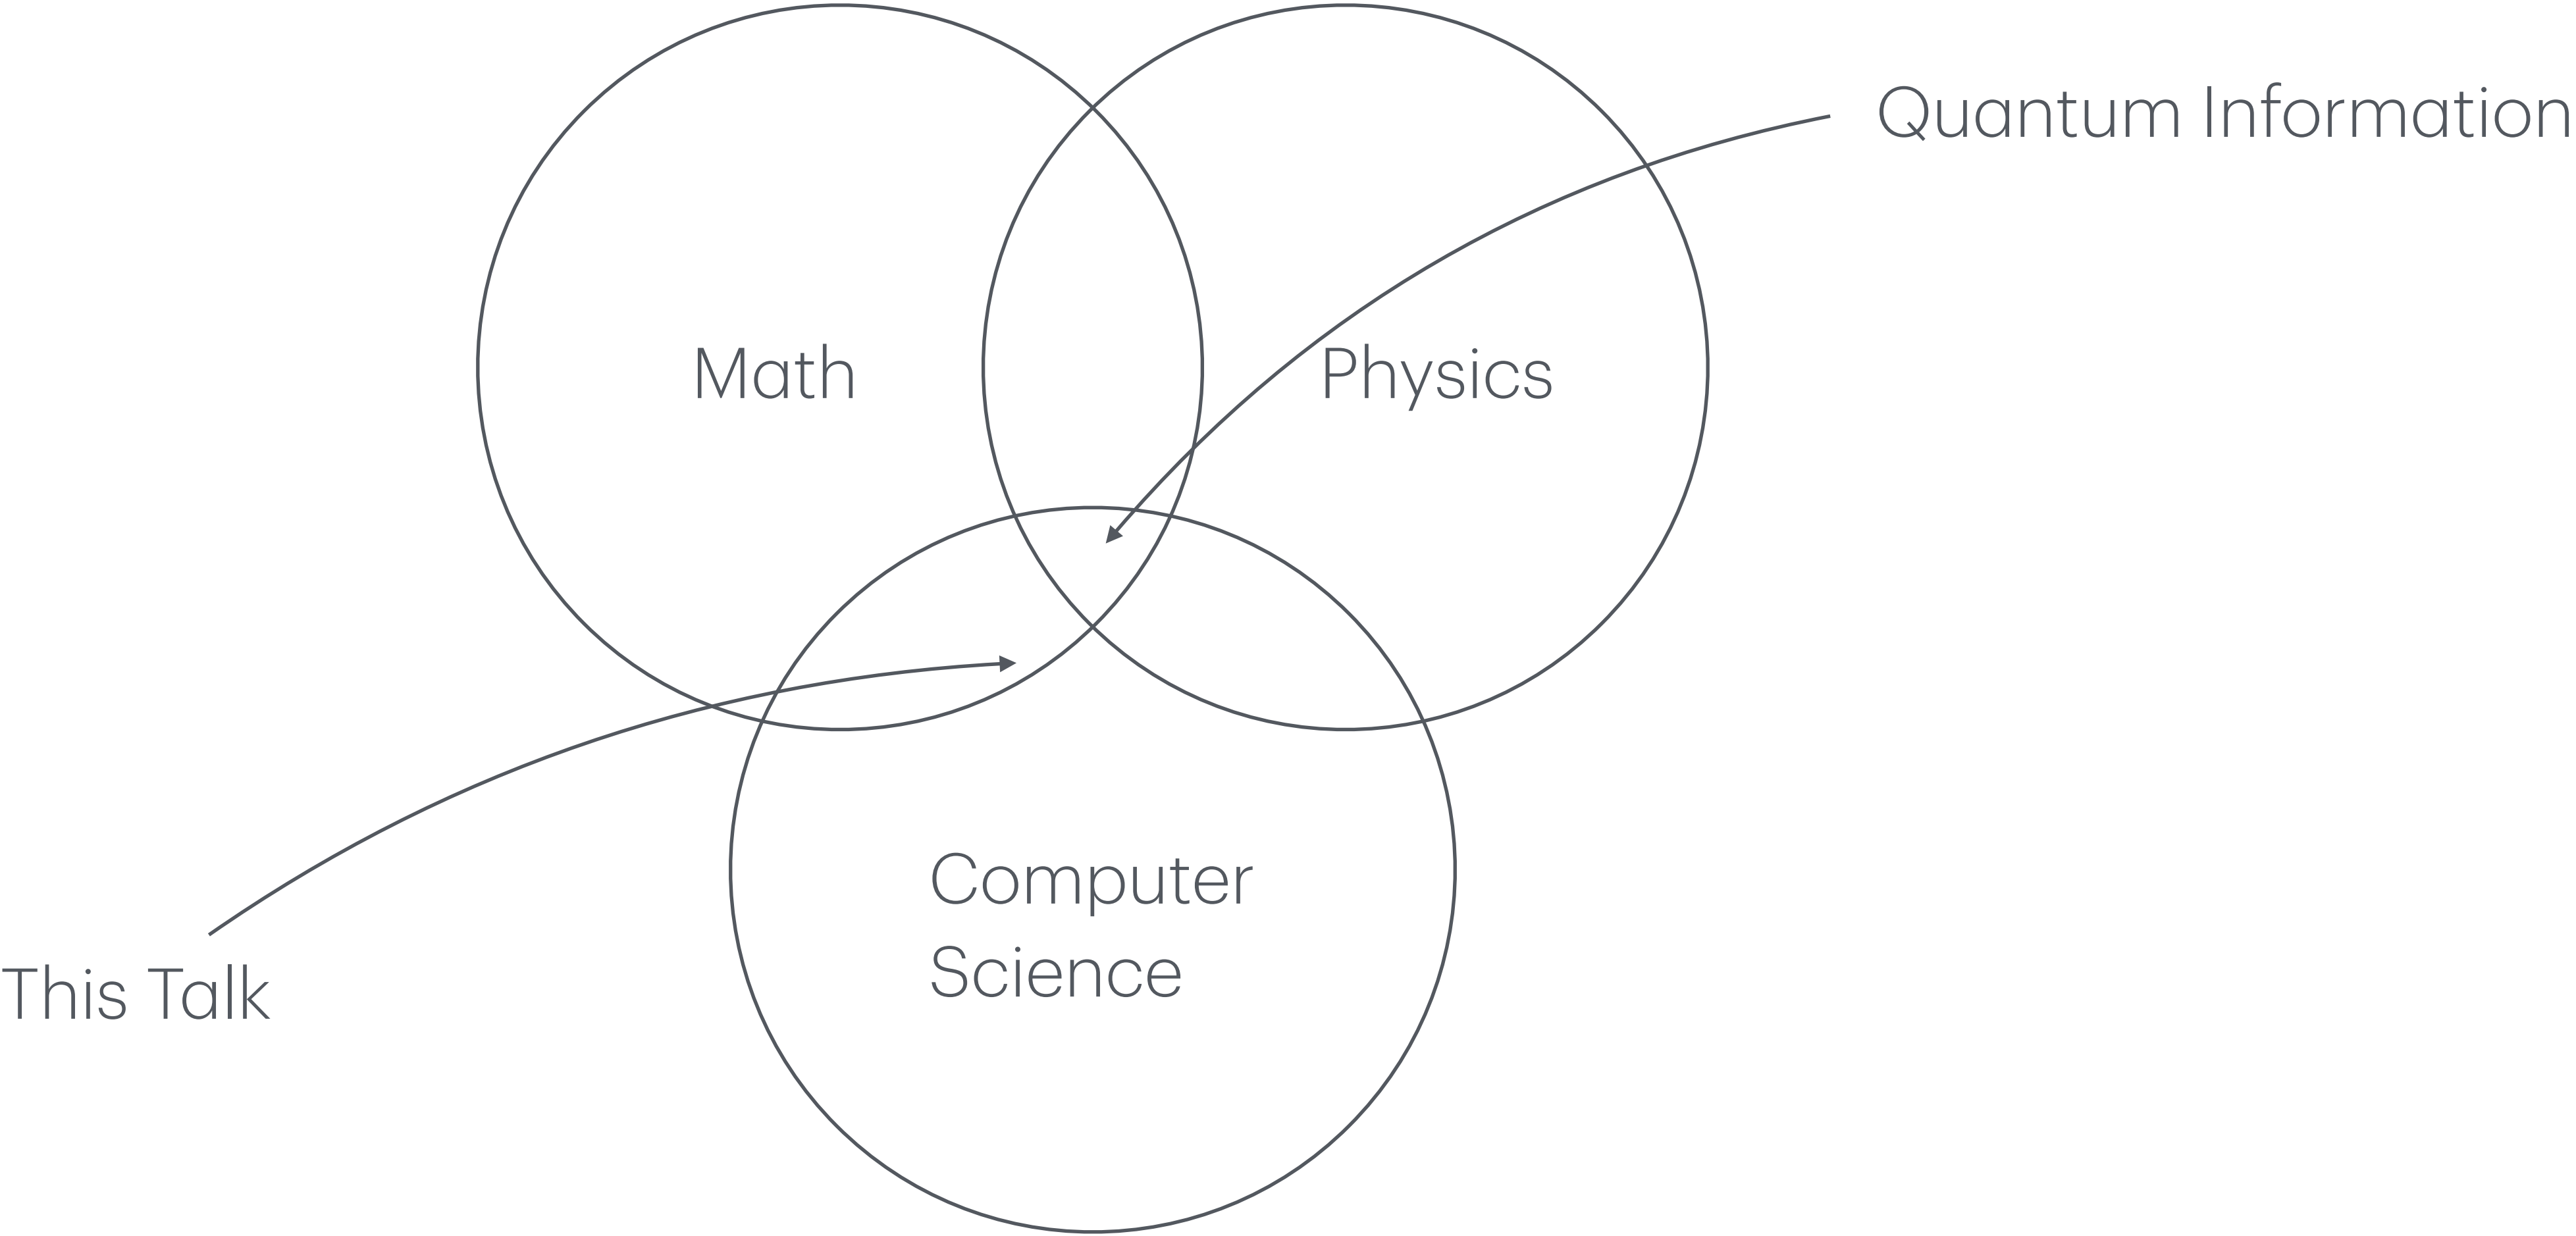 Quantum Information
Math
Physics
Computer
Science
This Talk